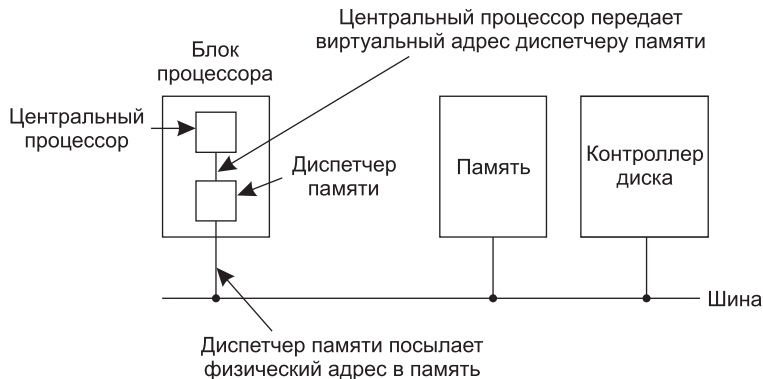 Центральный процессор передает
виртуальный адрес диспетчеру памяти
Блок
процессора
Центральный
процессор
Диспетчер
памяти
Память
Контроллер
диска
Шина
Диспетчер памяти посылает
физический адрес в память